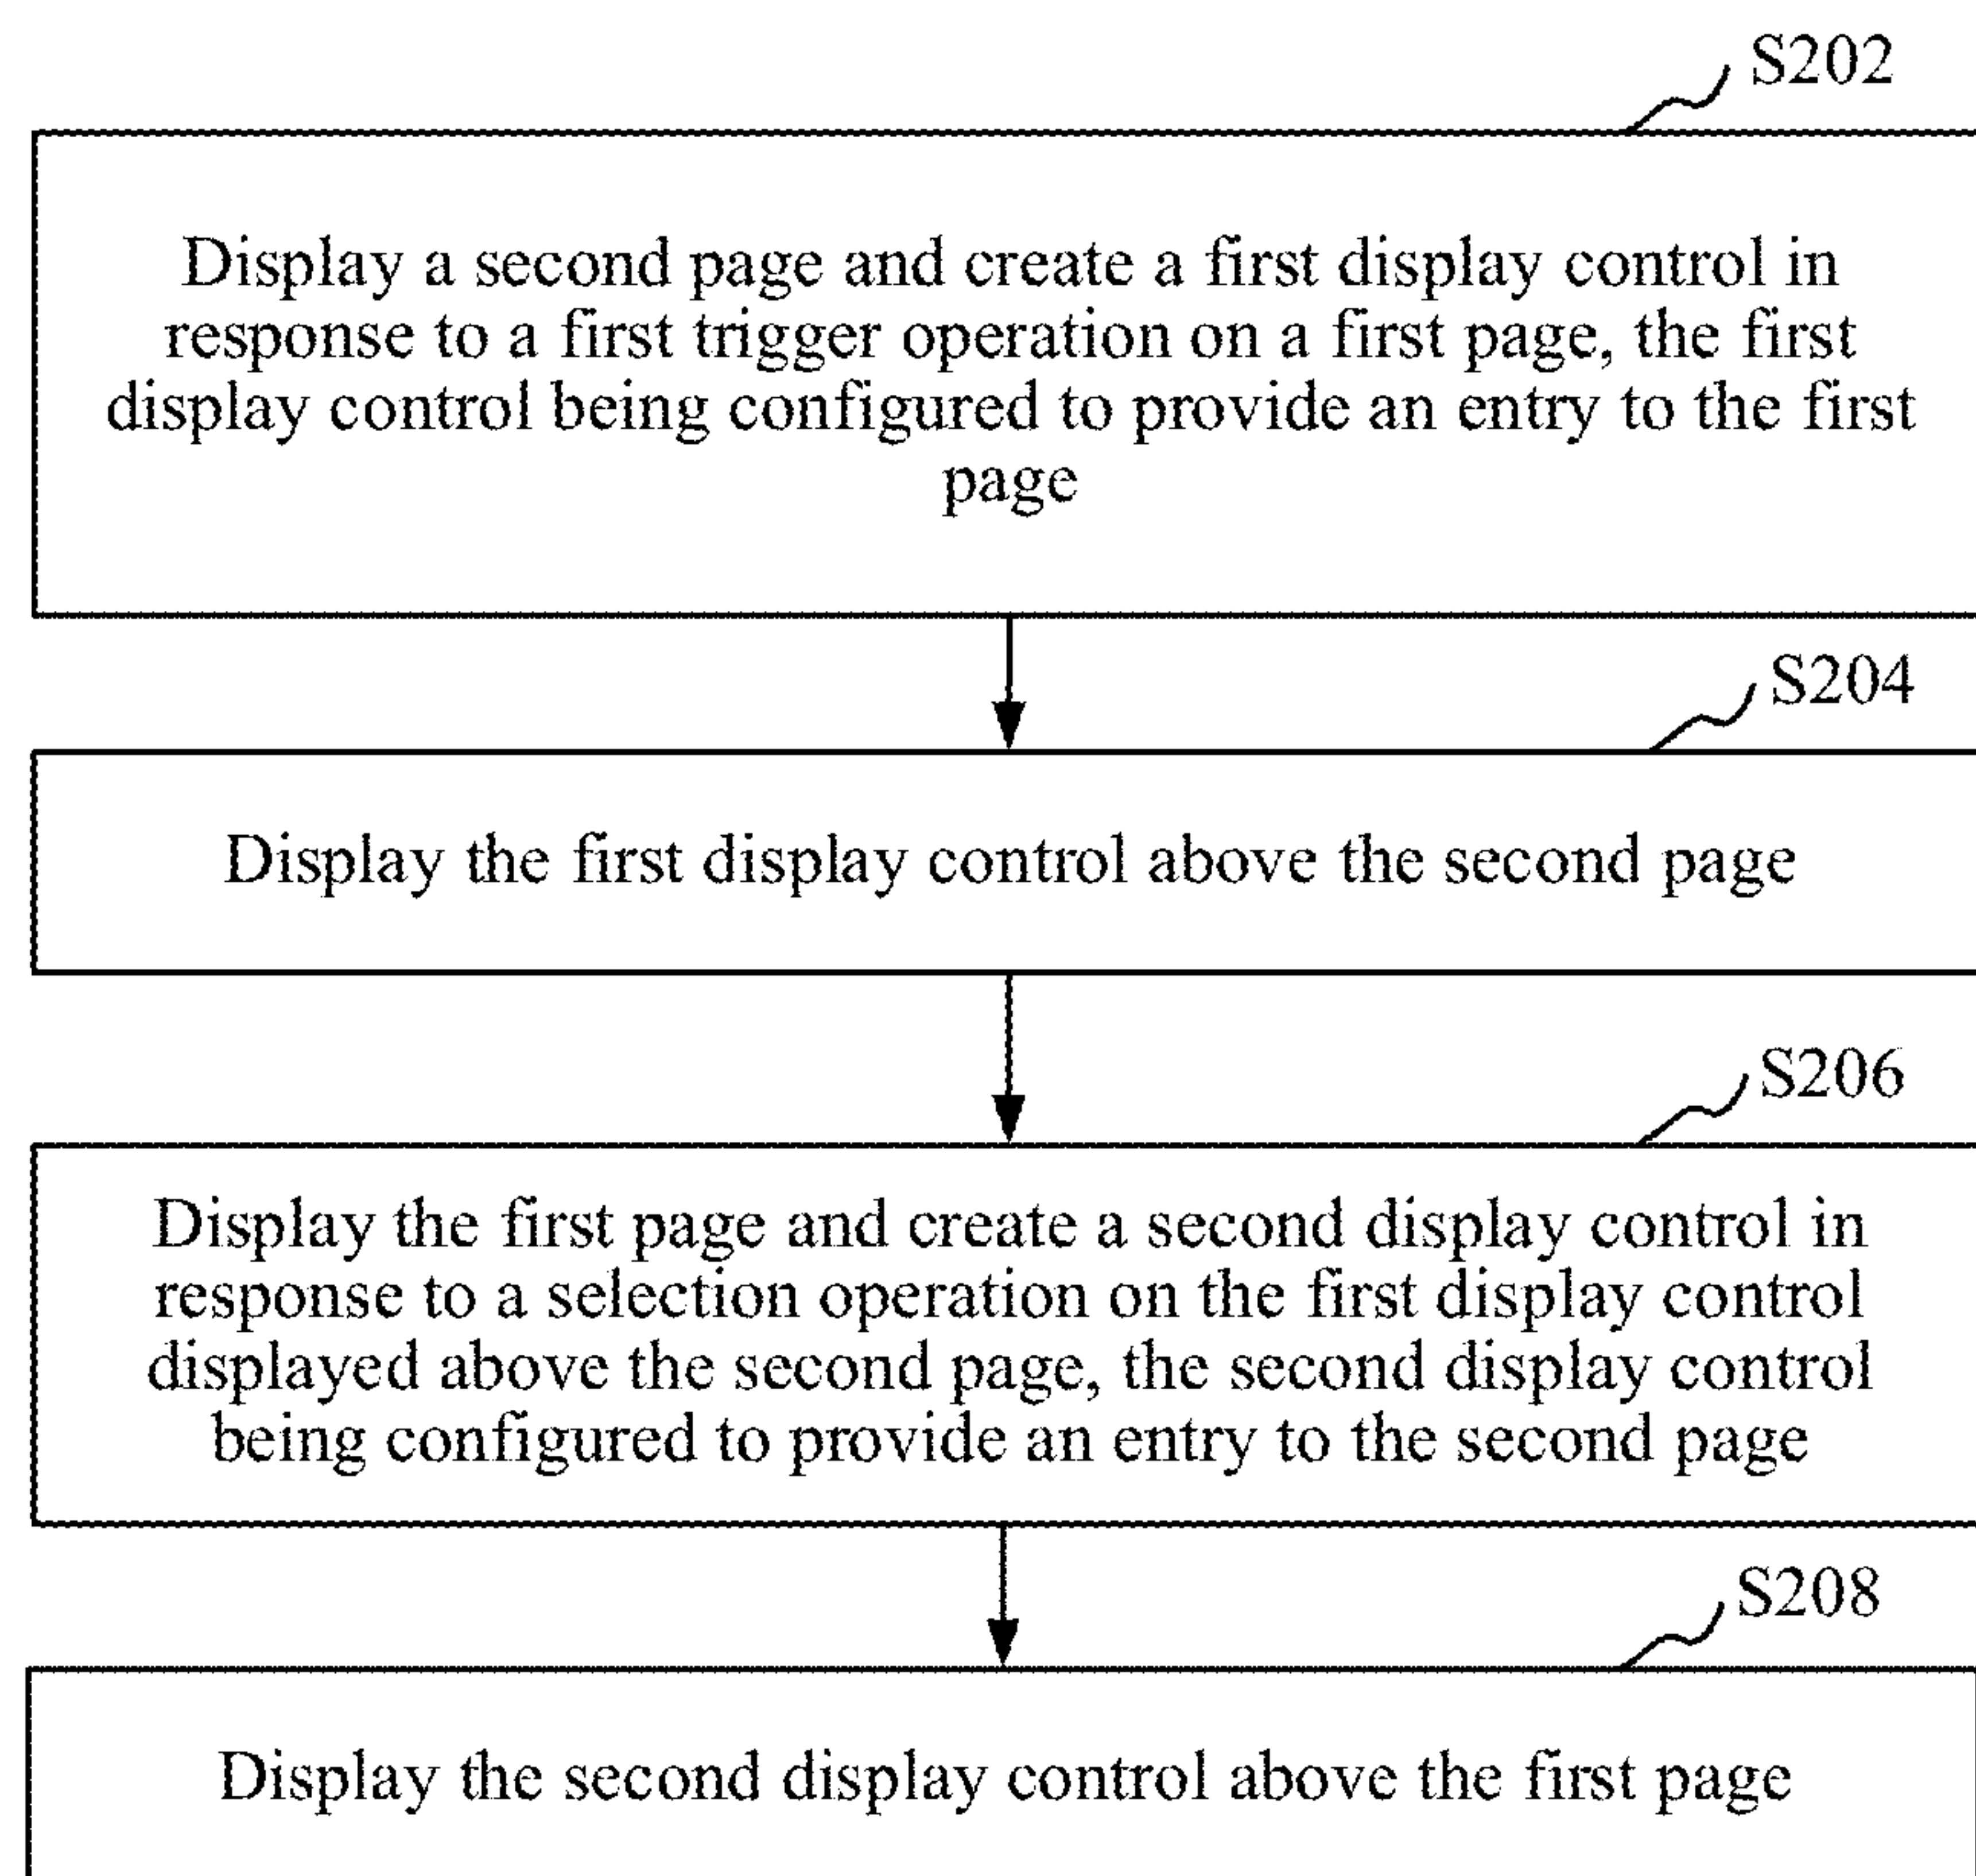 S202
Display a second page and create a first display control in
response to a first trigger operation on a first page, the first
display control being configured to provide an entry to the first
page
S204
Display the first display control above the second page
S206
Display the first page and create a second display control in
response to a selection operation on the first display control
displayed above the second page, the second display control
being configured to provide an entry to the second page
S208
Display the second display control above the first page